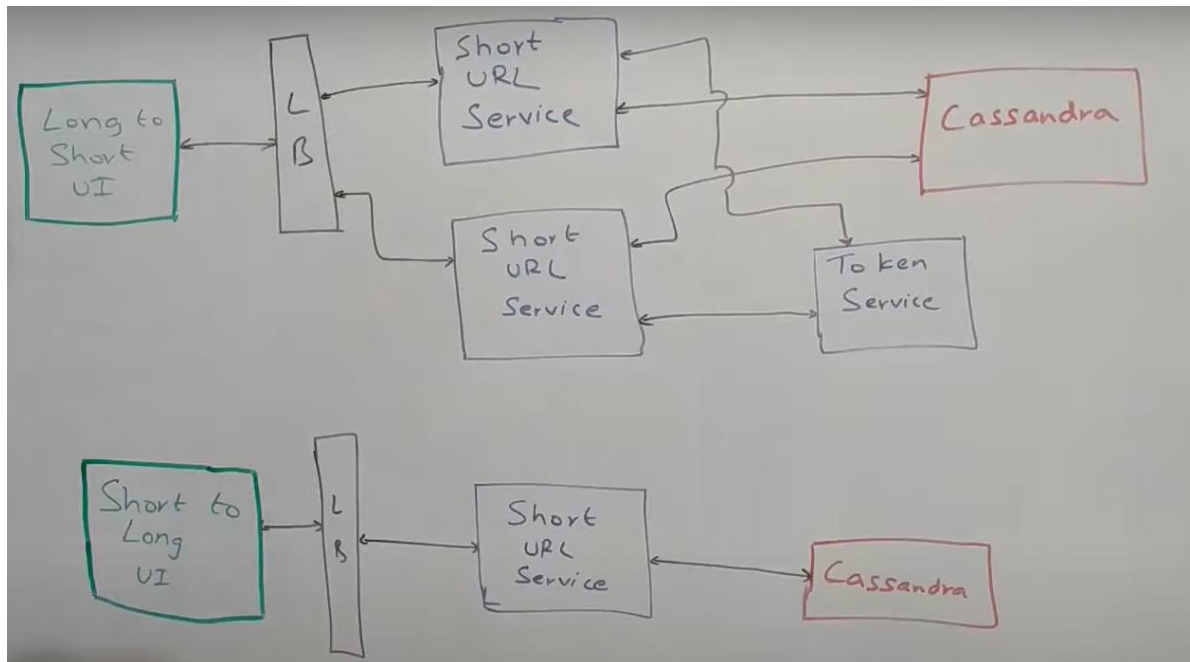 Long to
Short
UI
L
B
Short
URL
Service
Cassandra
Short
URL
Service
Token
Service
Short to
Long
UI
L
B
Short
URL
Service
Cassandra